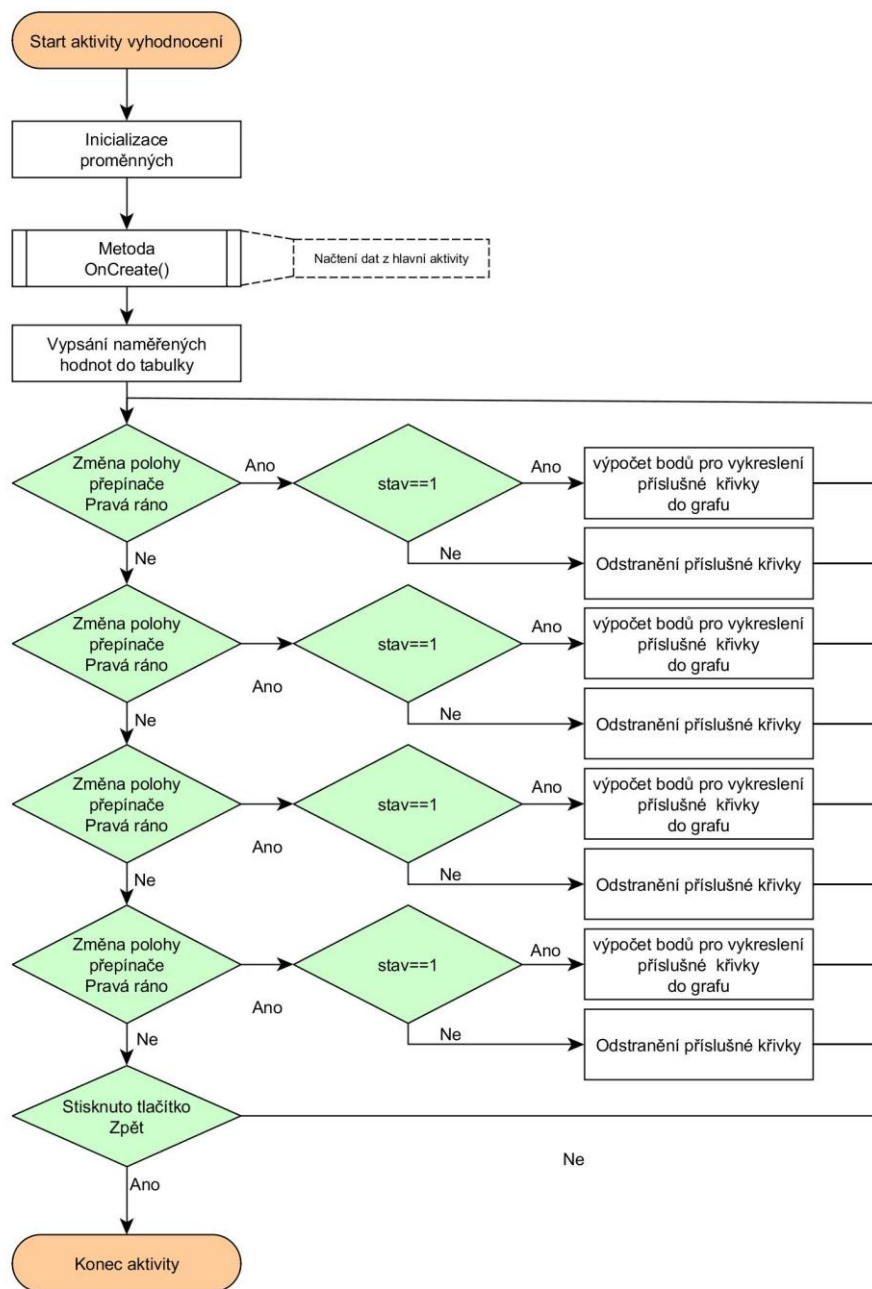 Start aktivity vyhodnocení
Inicializace
proměnných
Metoda
OnCreate()
Načtení dat z hlavní aktivity
Vypsání naměřených
hodnot do tabulky
Změna polohy
přepínače
Pravá ráno
Ano
stav==1
Ano
výpočet bodů pro vykreslení
příslušné křivky
do grafu
Ne
Odstranění příslušné křivky
Ne
Změna polohy
přepínače
Pravá ráno
Ano
stav==1
Ano
výpočet bodů pro vykreslení
příslušné křivky
do grafu
Ne
Odstranění příslušné křivky
Ne
Změna polohy
přepínače
Pravá ráno
Ano
stav==1
Ano
výpočet bodů pro vykreslení
příslušné křivky
do grafu
Ne
Odstranění příslušné křivky
Ne
Změna polohy
přepínače
Pravá ráno
Ano
stav==1
Ano
výpočet bodů pro vykreslení
příslušné křivky
do grafu
Ne
Odstranění příslušné křivky
Ne
Stisknuto tlačítko
Zpět
Ne
Ano
Konec aktivity